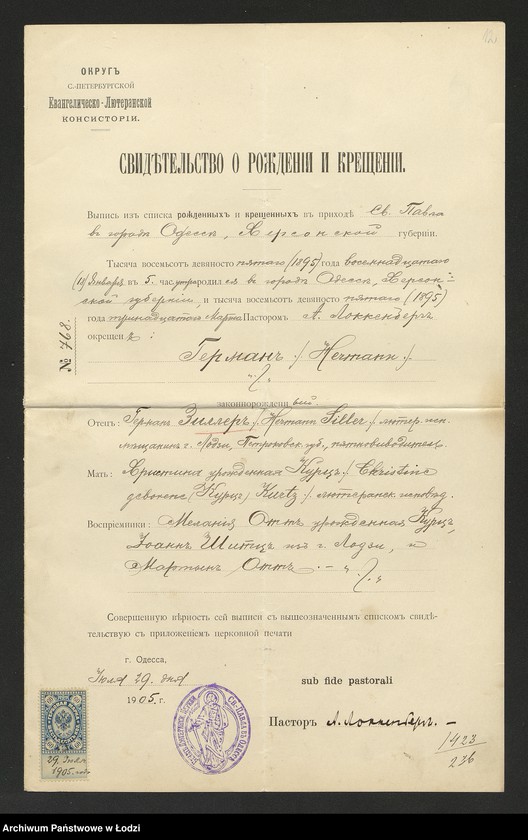 12
ОКРУГЪ
С.-ПЕТЕРБУРГСКОЙ
Евангелическо-Лютеранской
КОНСИСТОРІИ.
СВИДѢТЕЛЬСТВО О РОЖДЕНІИ И КРЕЩЕНІИ.
Выпись изъ списка рожденныхъ и крещенныхъ въ приходѣ Св. Павла
въ городѣ Одессѣ, Херсонской губерніи.
Тысяча восемьсотъ девяносто пятаго (1895) года восемнадцатаго
(18) Января въ 5. час. утра родился въ городѣ Одессѣ, Херсон-
ской губерніи, и тысяча восемьсотъ девяносто пятаго (1895)
года тринадцатаго Марта Пасторомъ А. Локкенбергъ
окрещенъ:
№ 768.
Германъ /. Hermann /.
законнорожденный.
Отецъ: Германъ Зиллеръ /. Hermann Siller /. лютер. исп.
мѣщанинъ г. Лодзи, Петроковск. губ.,
Мать: Христина урожденная Курцъ /. Christine
(Курцъ) Kurtz /. лютеранск. исповѣд.
Воспріемники: Меланія Оттъ урожденная Курцъ,
Іоаннъ Шмитцъ изъ г. Лодзи, и
Мартынъ Оттъ. —
Совершенную вѣрность сей выписи съ вышеозначеннымъ спискомъ свидѣ-
тельствую съ приложеніемъ церковной печати
г. Одесса,
Іюля 29. дня
1905. г.
sub fide pastorali
Пасторъ А. Локкенбергъ. —
1423
236
29. Іюля
1905. года
Archiwum Państwowe w Łodzi